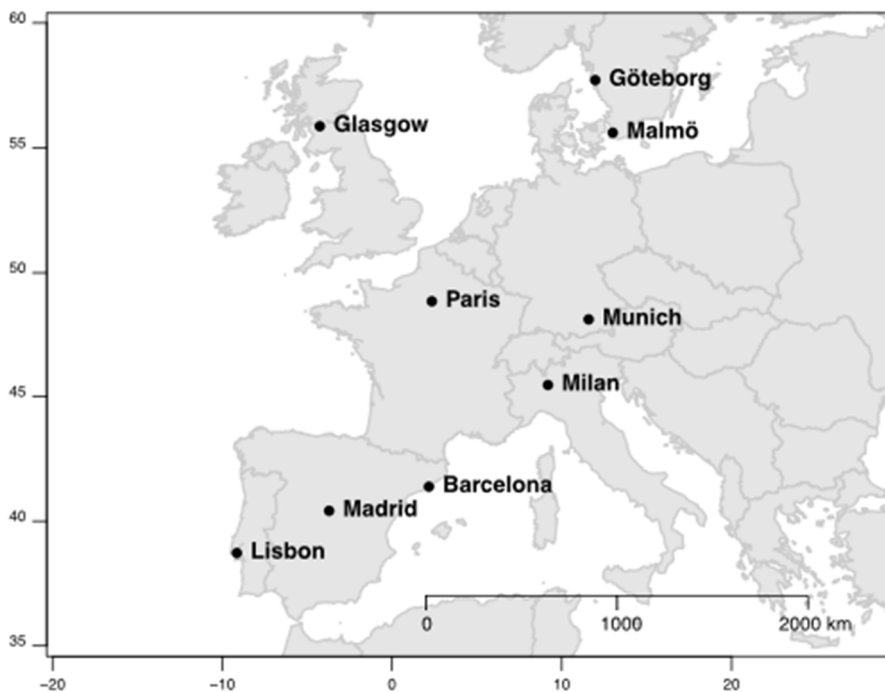 60
Göteborg
Malmö
Glasgow
55
50
Paris
Munich
45
Milan
Barcelona
Madrid
40
Lisbon
0 1000 2000 km
35
−20 −10 0 10 20